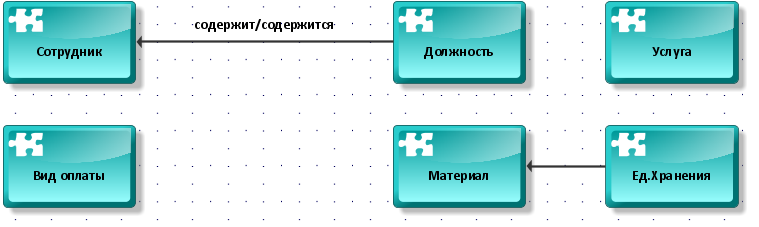 содержит/содержится
Сотрудник
Должность
Услуга
Вид оплаты
Материал
Ед.Хранения